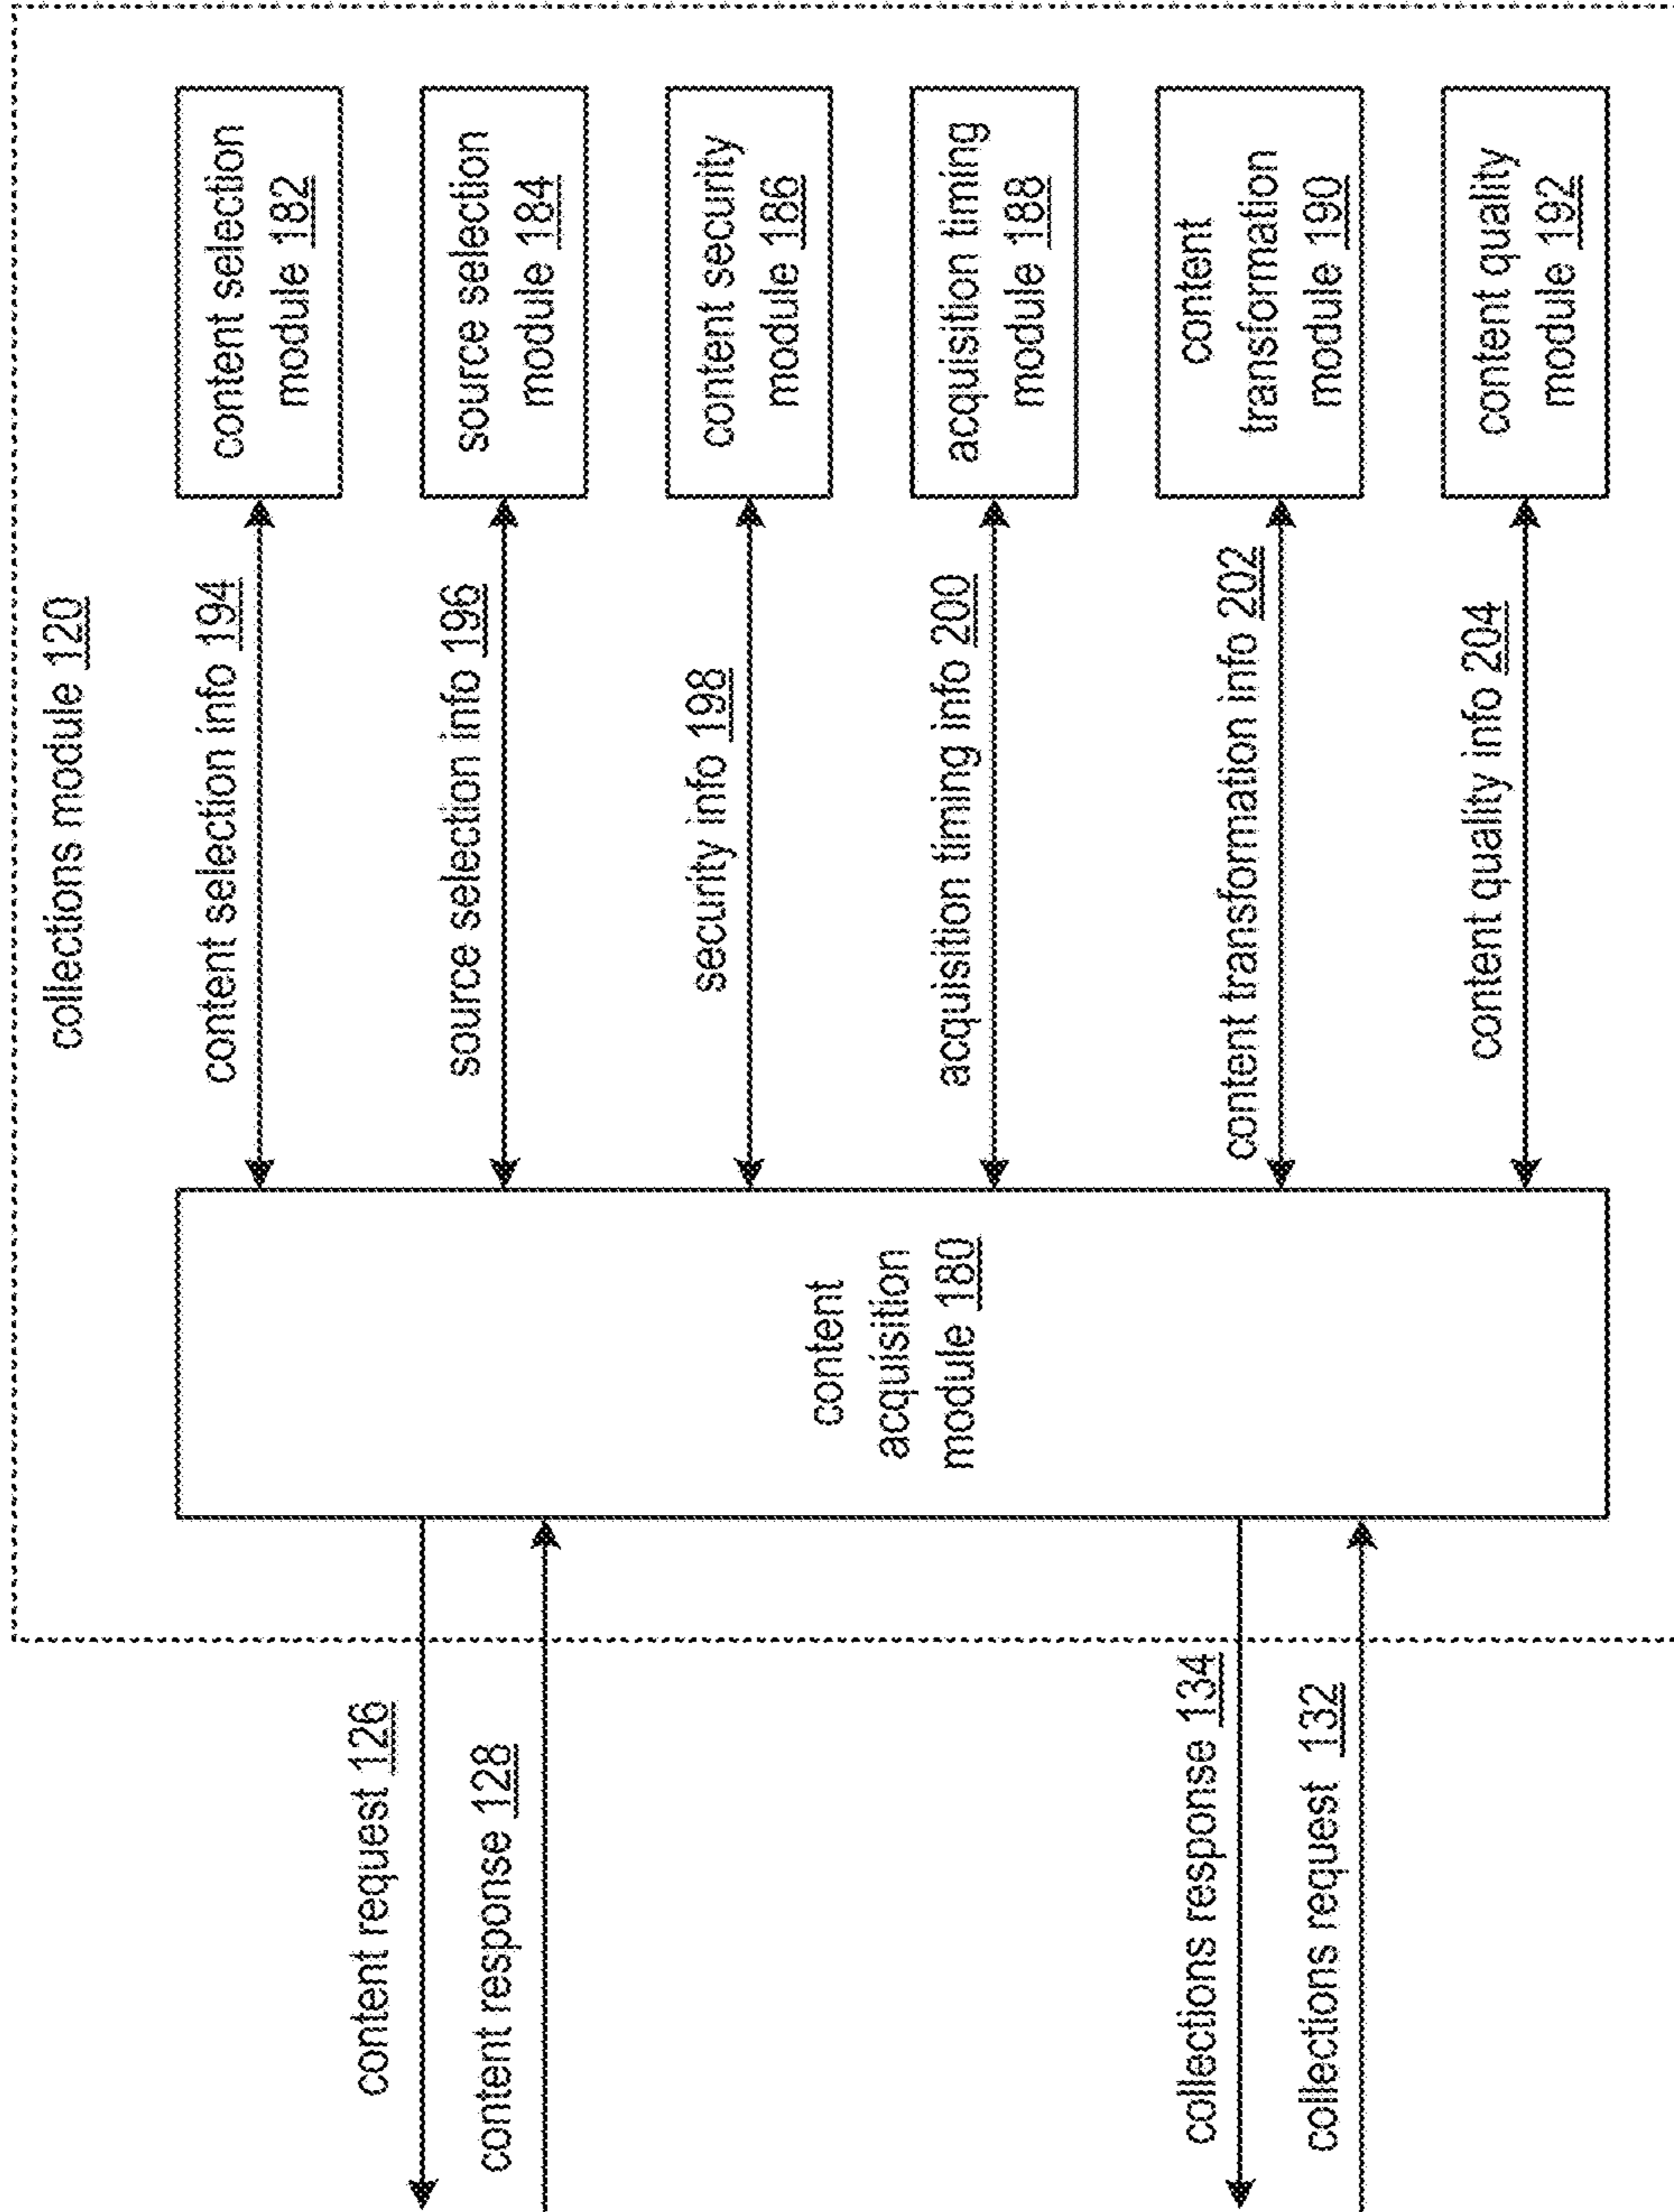 collections module 120
content request 126
content response 128
collections response 134
collections request 132
content
acquisition
module 180
content selection info 194
source selection info 196
security info 198
acquisition timing info 200
content transformation info 202
content quality info 204
content selection
module 182
source selection
module 184
content security
module 186
acquisition timing
module 188
content
transformation
module 190
content quality
module 192